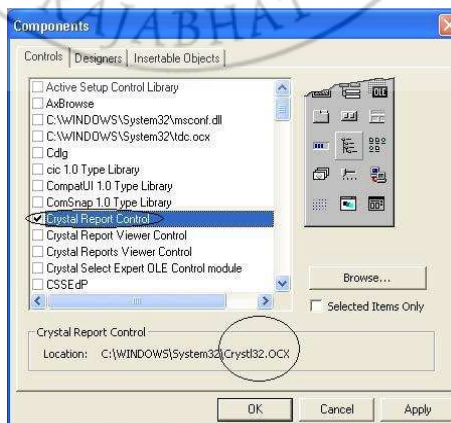 RAJABHAT
Components
Controls
Designers
Insertable Objects
Active Setup Control Library
AxBrowse
C:\WINDOWS\System32\msconf.dll
C:\WINDOWS\System32\tdc.ocx
Cdlg
cic 1.0 Type Library
CompatUI 1.0 Type Library
ComSnap 1.0 Type Library
Crystal Report Control
Crystal Report Viewer Control
Crystal Reports Viewer Control
Crystal Select Expert OLE Control module
CSSEdP
OLE
Browse...
Selected Items Only
Crystal Report Control
Location: C:\WINDOWS\System32\Crystl32.OCX
OK
Cancel
Apply